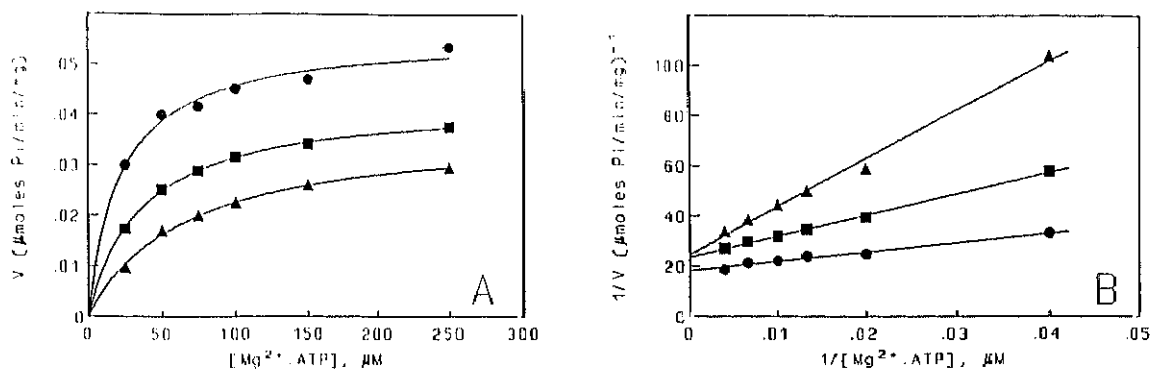 V (μmoles Pi/min/mg)
.05
.04
.03
.02
.01
0
0 50 100 150 200 250 300
[Mg²⁺.ATP], μM
A
1/V (μmoles Pi/min/mg)⁻¹
100
80
60
40
20
0
0 .01 .02 .03 .04 .05
1/[Mg²⁺.ATP], μM
B